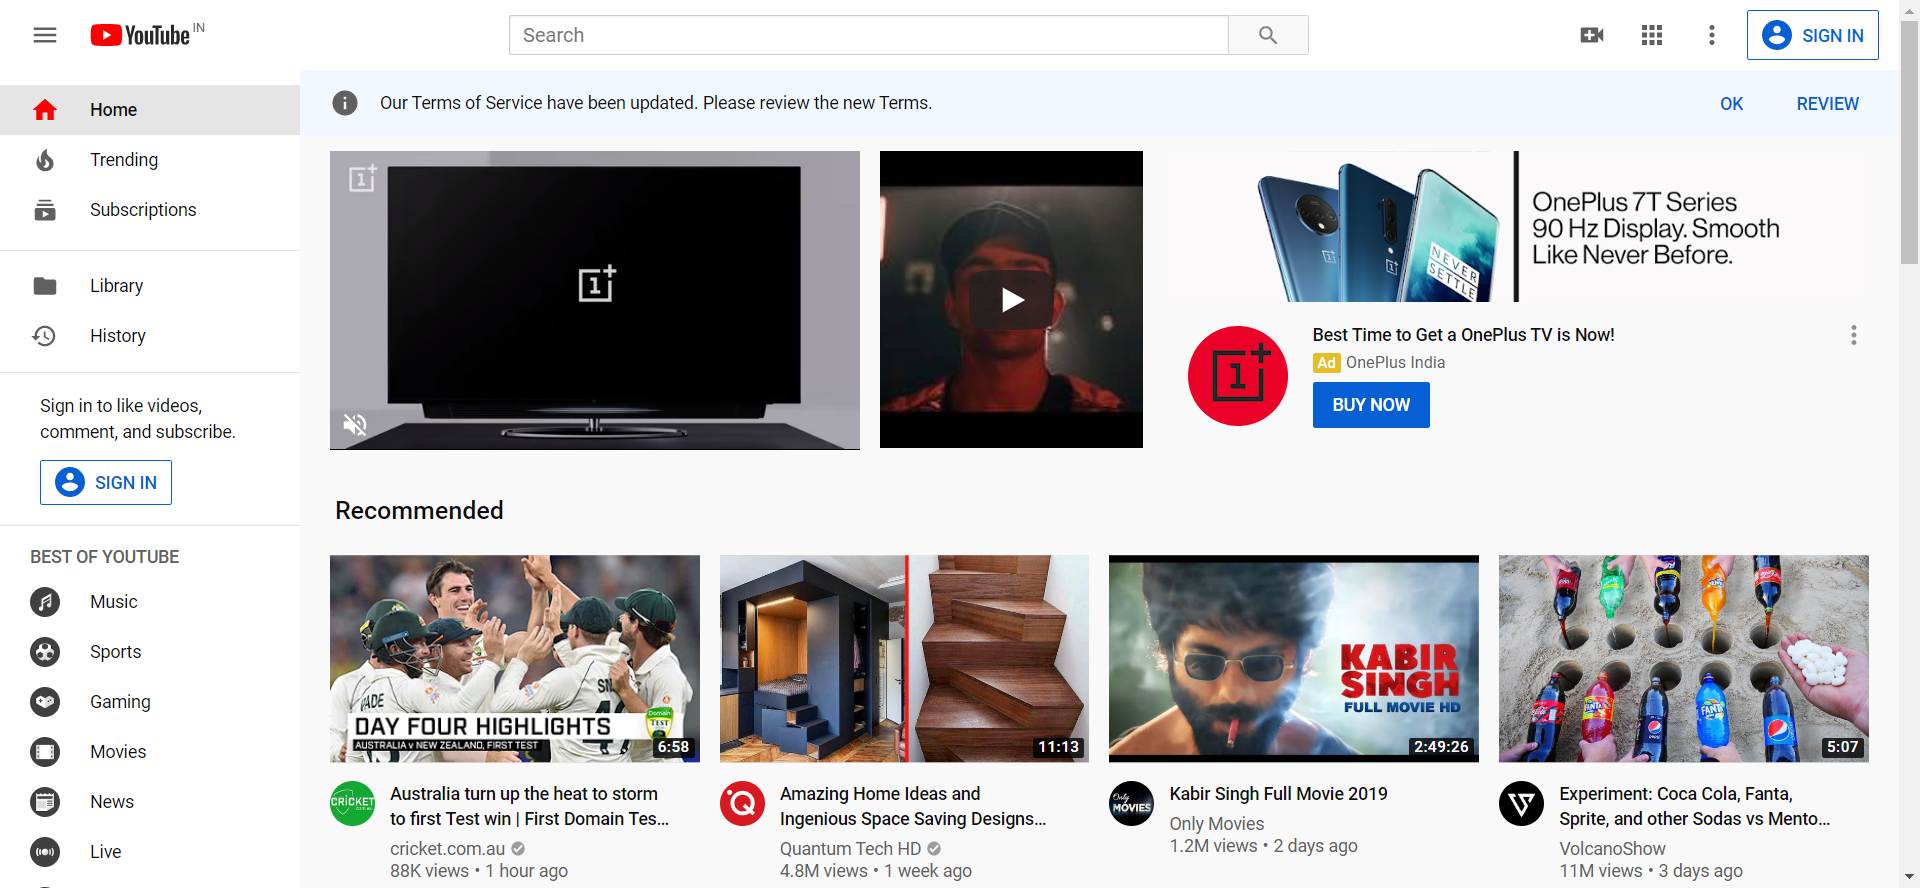 YouTube IN
Search
SIGN IN
Home
Trending
Subscriptions
Library
History
Sign in to like videos,
comment, and subscribe.
SIGN IN
BEST OF YOUTUBE
Music
Sports
Gaming
Movies
News
Live
Our Terms of Service have been updated. Please review the new Terms.
OK
REVIEW
OnePlus 7T Series
90 Hz Display. Smooth
Like Never Before.
NEVER
SETTLE
Best Time to Get a OnePlus TV is Now!
Ad OnePlus India
BUY NOW
Recommended
DAY FOUR HIGHLIGHTS
AUSTRALIA v NEW ZEALAND, FIRST TEST
Domain
TEST
6:58
CRICKET
Australia turn up the heat to storm
to first Test win | First Domain Tes...
cricket.com.au
88K views • 1 hour ago
11:13
Amazing Home Ideas and
Ingenious Space Saving Designs...
Quantum Tech HD
4.8M views • 1 week ago
KABIR
SINGH
FULL MOVIE HD
2:49:26
Only
MOVIES
Kabir Singh Full Movie 2019
Only Movies
1.2M views • 2 days ago
FANTA
pepsi
5:07
Experiment: Coca Cola, Fanta,
Sprite, and other Sodas vs Mento...
VolcanoShow
11M views • 3 days ago